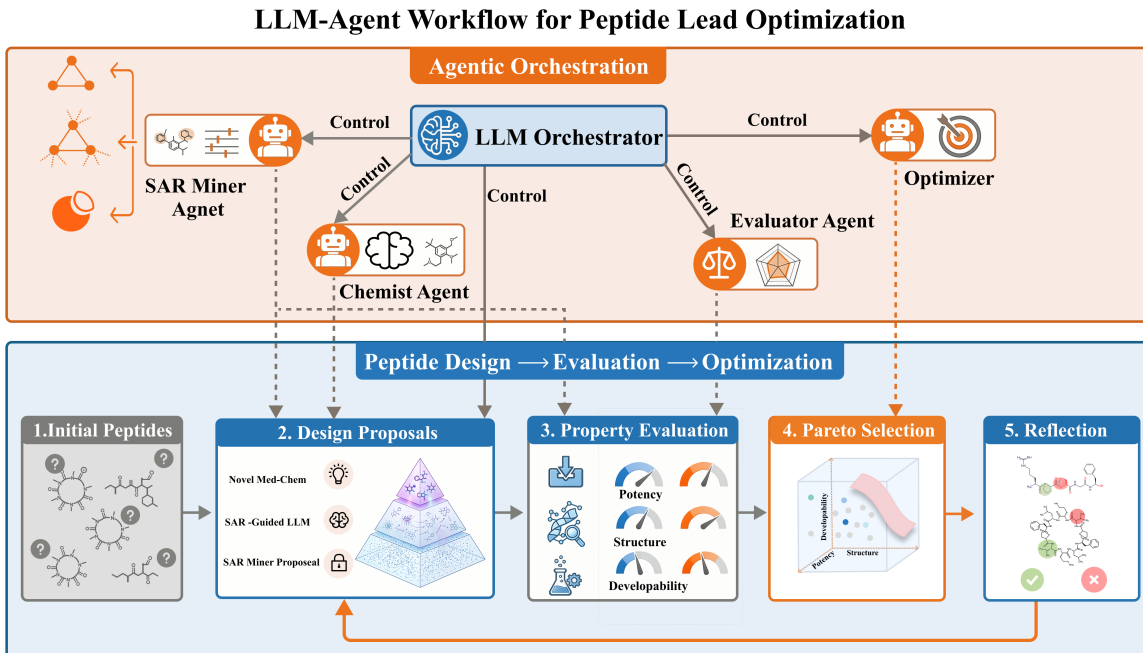 LLM-Agent Workflow for Peptide Lead Optimization
Agentic Orchestration
LLM Orchestrator
Control
Control
Control
Control
Control
SAR Miner
Agnet
Chemist Agent
Evaluator Agent
Optimizer
Peptide Design → Evaluation → Optimization
1.Initial Peptides
?
?
?
?
2. Design Proposals
Novel Med-Chem
SAR -Guided LLM
SAR Miner Propeosal
3. Property Evaluation
Potency
Structure
Developability
4. Pareto Selection
Developability
Potency
Structure
5. Reflection